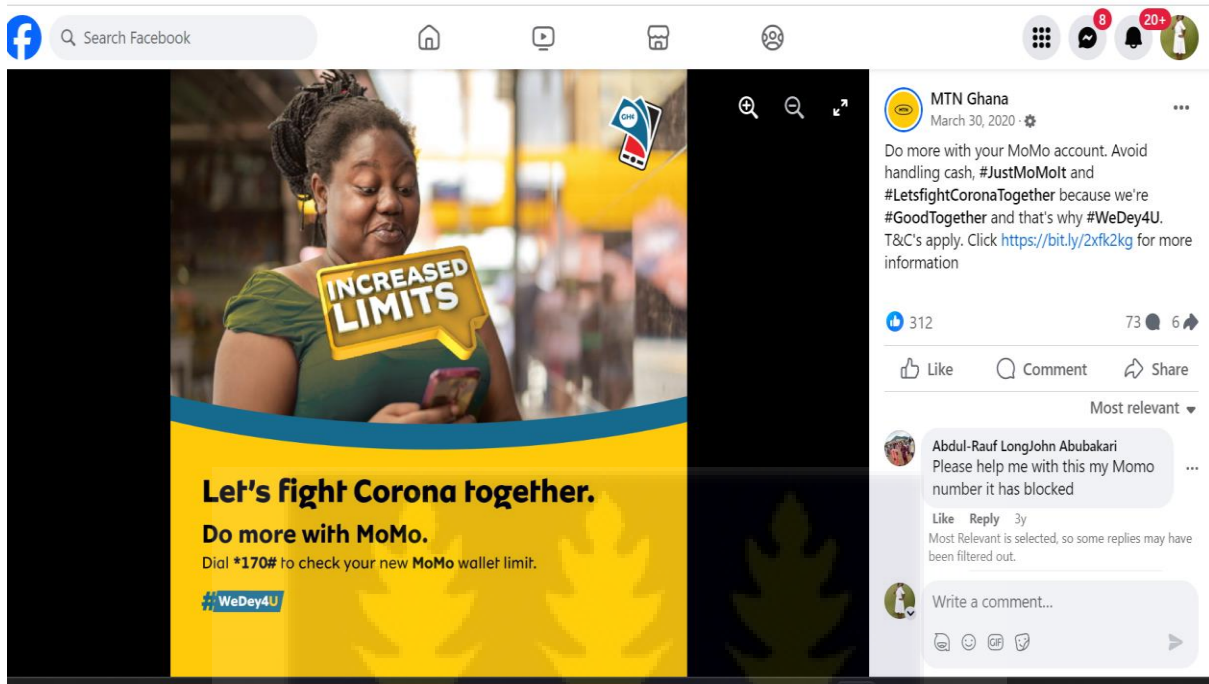 Search Facebook
8
20+
GH¢
INCREASED
LIMITS
Let's fight Corona together.
Do more with MoMo.
Dial *170# to check your new MoMo wallet limit.
#WeDey4U
MTN Ghana
March 30, 2020 ·
Do more with your MoMo account. Avoid
handling cash, #JustMoMoIt and
#LetsfightCoronaTogether because we're
#GoodTogether and that's why #WeDey4U.
T&C's apply. Click https://bit.ly/2xfk2kg for more
information
312
73 6
Like Comment Share
Most relevant
Abdul-Rauf LongJohn Abubakari
Please help me with this my Momo
number it has blocked
Like Reply 3y
Most Relevant is selected, so some replies may have
been filtered out.
Write a comment...
GIF